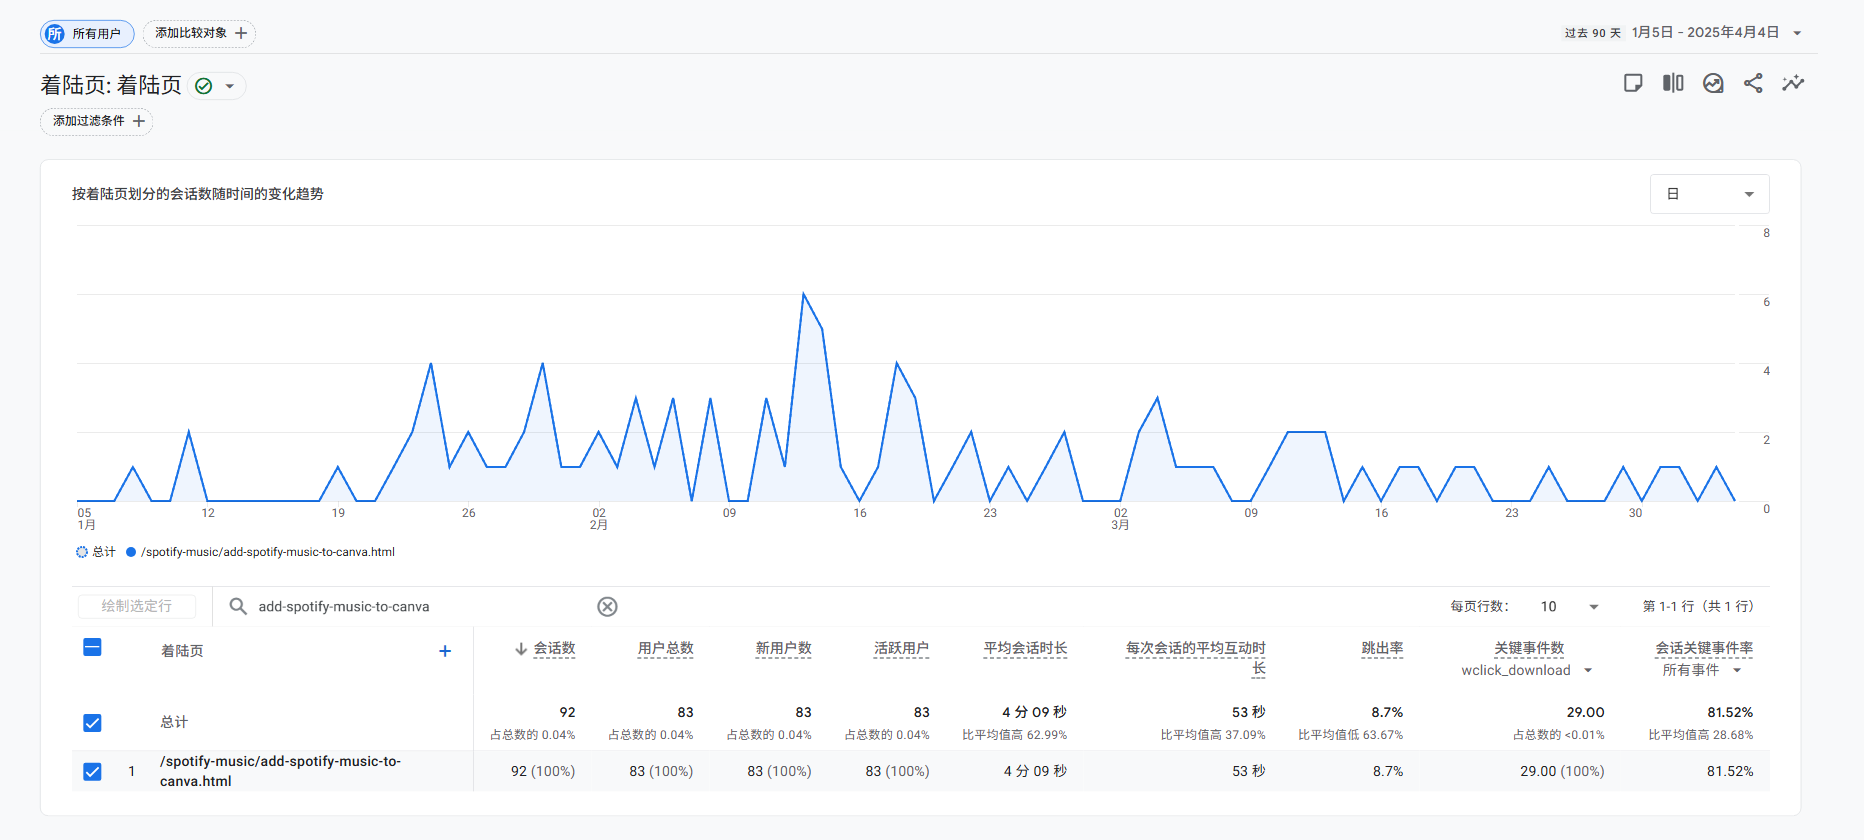 所 所有用户 添加比较对象 过去 90 天 1月5日 - 2025年4月4日
着陆页: 着陆页
添加过滤条件
按着陆页划分的会话数随时间的变化趋势 日
8
6
4
2
0
05 12 19 26 02 09 16 23 02 09 16 23 30
1月 2月 3月
总计 /spotify-music/add-spotify-music-to-canva.html
绘制选定行 add-spotify-music-to-canva 每页行数: 10 第 1-1 行（共 1 行）
着陆页 会话数 用户总数 新用户数 活跃用户 平均会话时长 每次会话的平均互动时 跳出率 关键事件数 会话关键事件率
长 wclick_download 所有事件
总计 92 83 83 83 4 分 09 秒 53 秒 8.7% 29.00 81.52%
占总数的 0.04% 占总数的 0.04% 占总数的 0.04% 占总数的 0.04% 比平均值高 62.99% 比平均值高 37.09% 比平均值低 63.67% 占总数的 <0.01% 比平均值高 28.68%
1 /spotify-music/add-spotify-music-to- 92 (100%) 83 (100%) 83 (100%) 83 (100%) 4 分 09 秒 53 秒 8.7% 29.00 (100%) 81.52%
canva.html